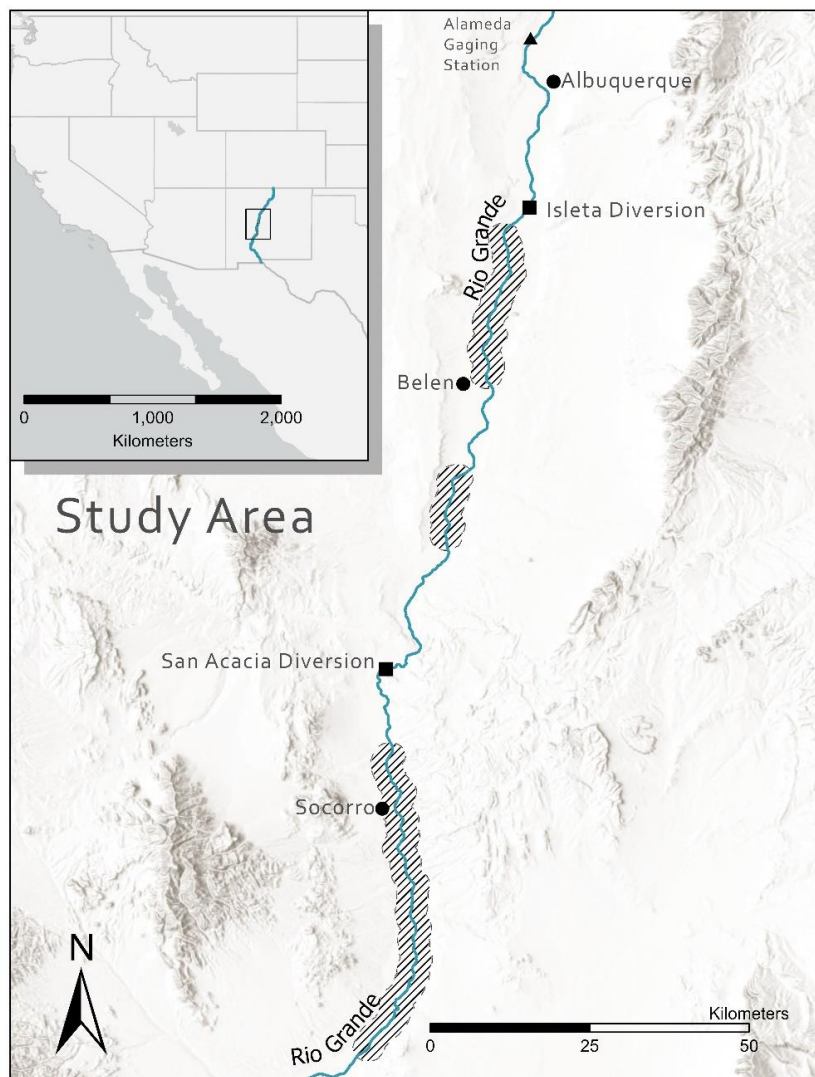 Alameda
Gaging
Station
Albuquerque
Isleta Diversion
Rio Grande
Belen
0 1,000 2,000
Kilometers
Study Area
San Acacia Diversion
Socorro
N
Rio Grande
Kilometers
0 25 50